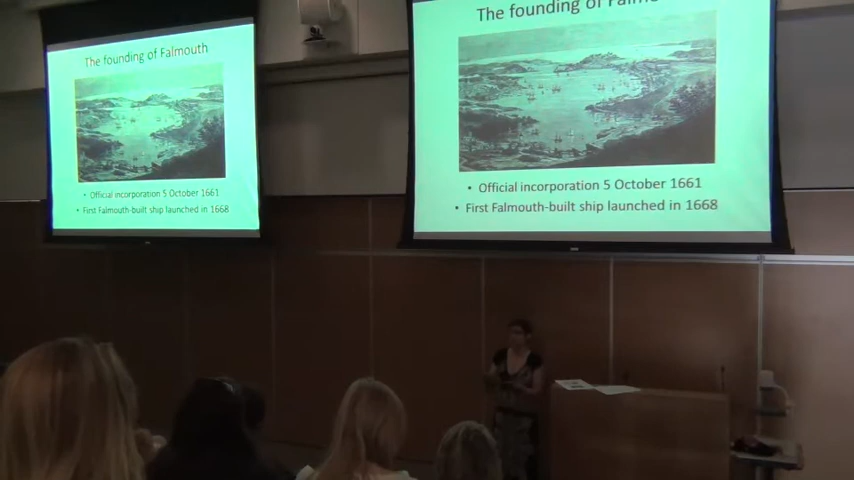 The founding of Falmouth
• Official incorporation 5 October 1661
• First Falmouth-built ship launched in 1668
The founding of Falmo
• Official incorporation 5 October 1661
• First Falmouth-built ship launched in 1668